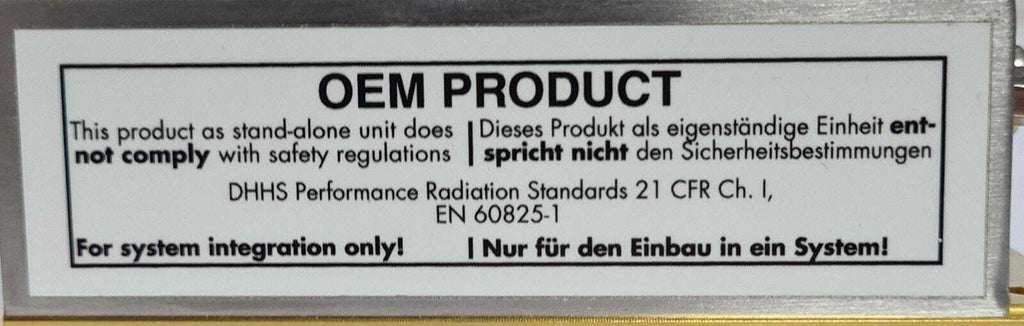 OEM PRODUCT
This product as stand-alone unit does | Dieses Produkt als eigenständige Einheit ent-
not comply with safety regulations | spricht nicht den Sicherheitsbestimmungen
DHHS Performance Radiation Standards 21 CFR Ch. I,
EN 60825-1
For system integration only! | Nur für den Einbau in ein System!